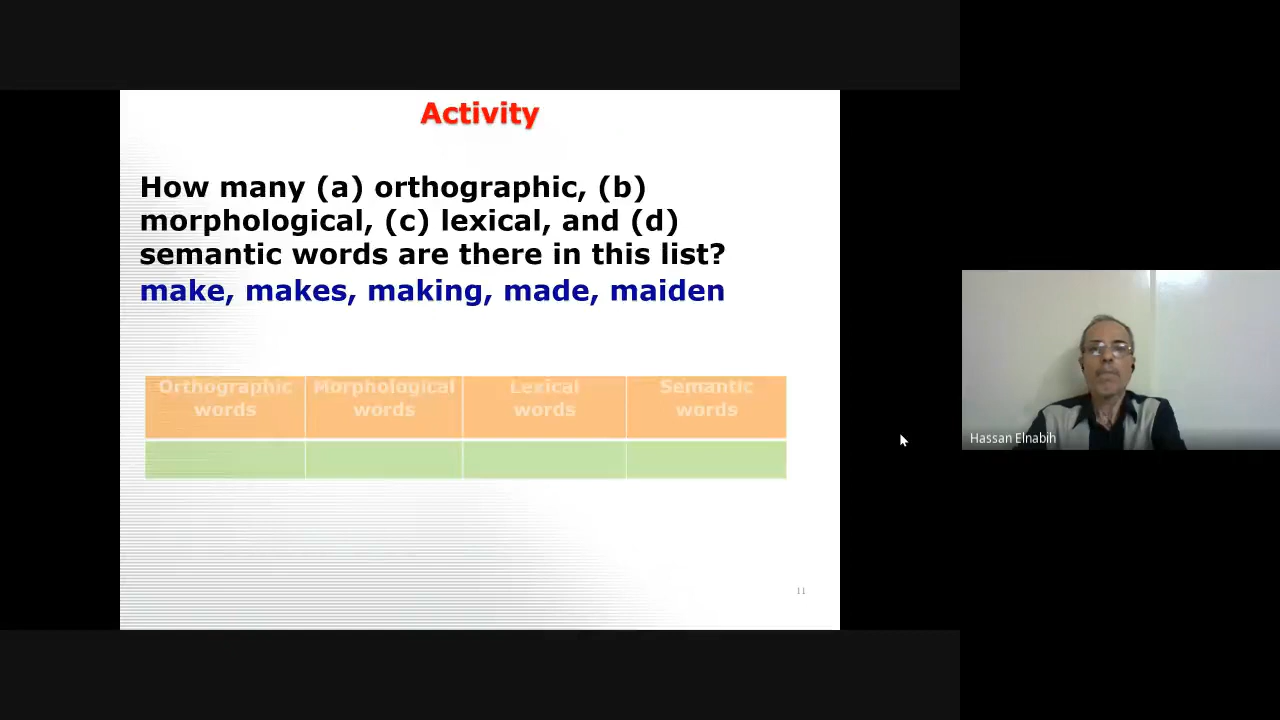 Activity
How many (a) orthographic, (b)
morphological, (c) lexical, and (d)
semantic words are there in this list?
make, makes, making, made, maiden
Orthographic words
Morphological words
Lexical words
Semantic words
Hassan Elnabih
11